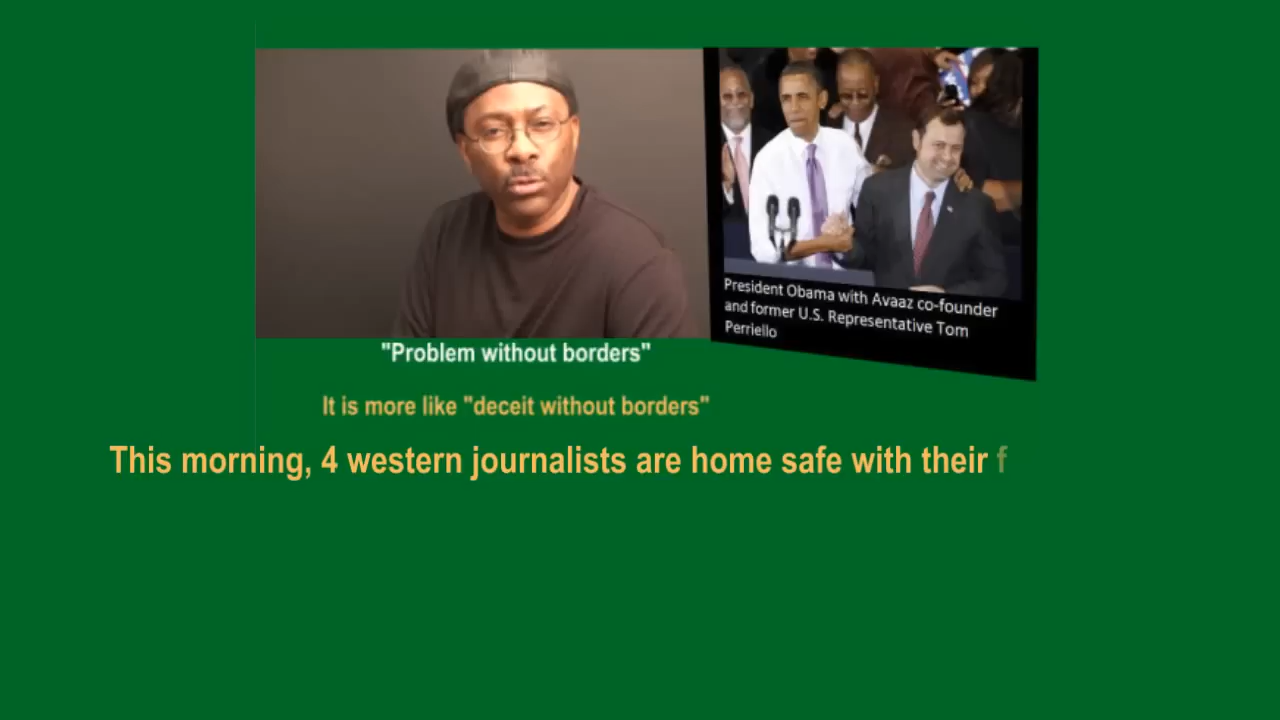 President Obama with Avaaz co-founder
and former U.S. Representative Tom
Perriello
"Problem without borders"
It is more like "deceit without borders"
This morning, 4 western journalists are home safe with their f